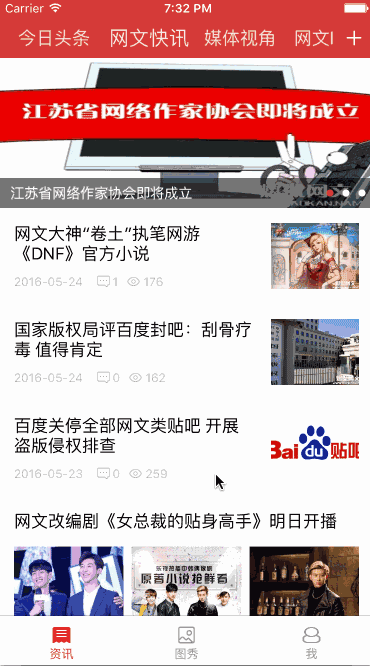 Carrier 7:32 PM
今日头条 网文快讯 媒体视角 网文 +
江苏省网络作家协会即将成立
江苏省网络作家协会即将成立
网文大神“卷土”执笔网游
《DNF》官方小说
2016-05-24 1 176
国家版权局评百度封吧：刮骨疗
毒 值得肯定
2016-05-24 0 162
百度关停全部网文类贴吧 开展
盗版侵权排查
2016-05-23 0 259
Bai du 贴吧
网文改编剧《女总裁的贴身高手》明日开播
原著小说抢鲜看
资讯 图秀 我